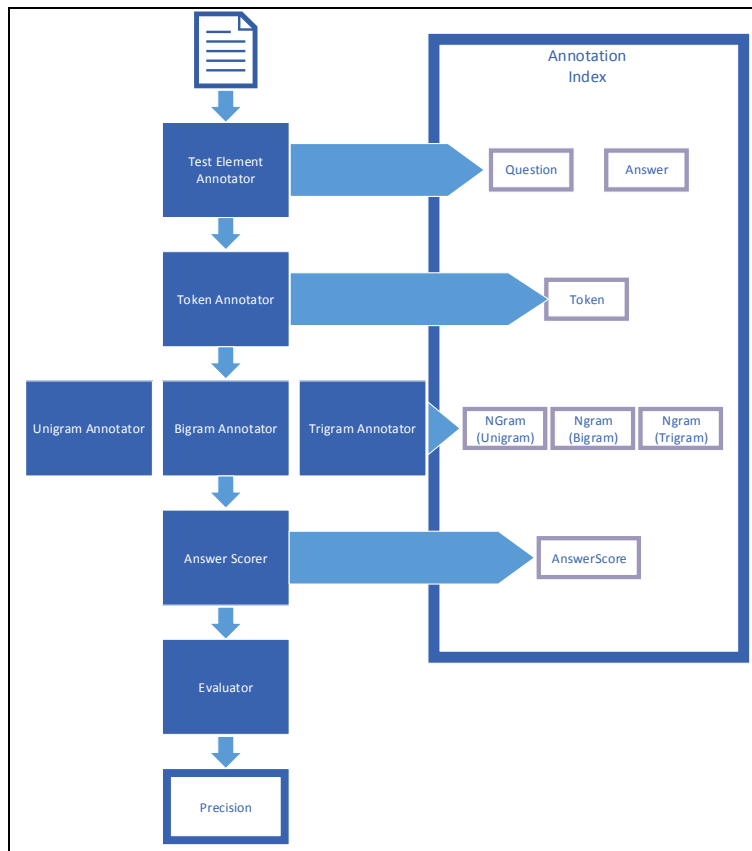 Annotation
Index
Test Element
Annotator
Question
Answer
Token Annotator
Token
Unigram Annotator
Bigram Annotator
Trigram Annotator
NGram
(Unigram)
Ngram
(Bigram)
Ngram
(Trigram)
Answer Scorer
AnswerScore
Evaluator
Precision